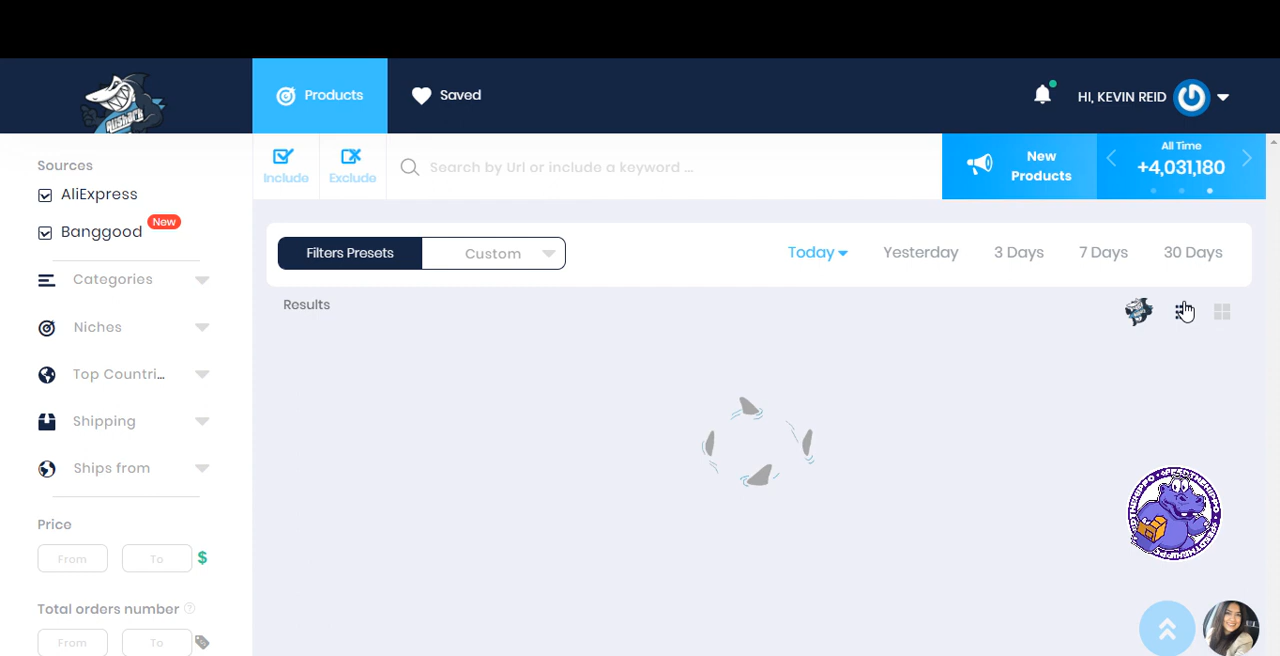 Products
Saved
HI, KEVIN REID
Sources
AliExpress
Banggood
New
Categories
Niches
Top Countri...
Shipping
Ships from
Price
From
To
$
Total orders number
From
To
Include
Exclude
Search by Url or include a keyword ...
New
Products
All Time
+4,031,180
Filters Presets
Custom
Today
Yesterday
3 Days
7 Days
30 Days
Results